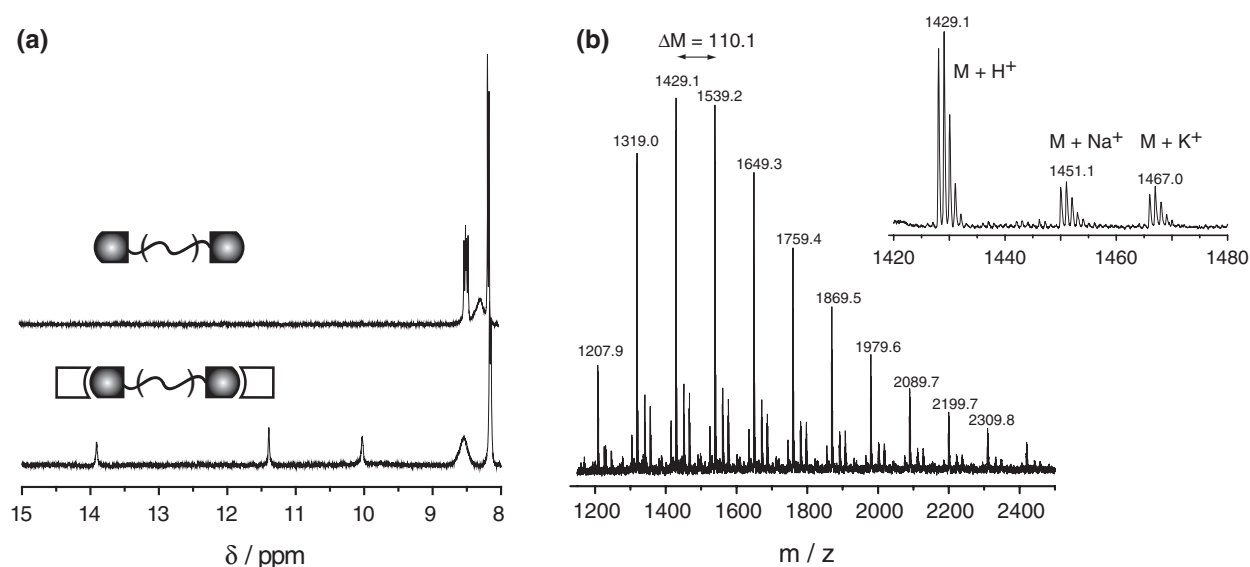 (a)
15 14 13 12 11 10 9 8
δ / ppm
(b)
ΔM = 110.1
1207.9
1319.0
1429.1
1539.2
1649.3
1759.4
1869.5
1979.6
2089.7
2199.7
2309.8
1200 1400 1600 1800 2000 2200 2400
m / z
1429.1
M + H⁺
M + Na⁺
1451.1
M + K⁺
1467.0
1420 1440 1460 1480